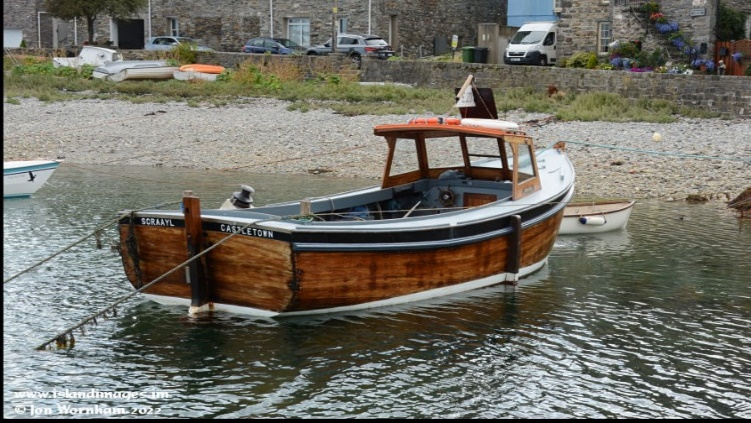 SCRAAYL CASTLETOWN
www.islandimages.im
© Jon Wornham 2022